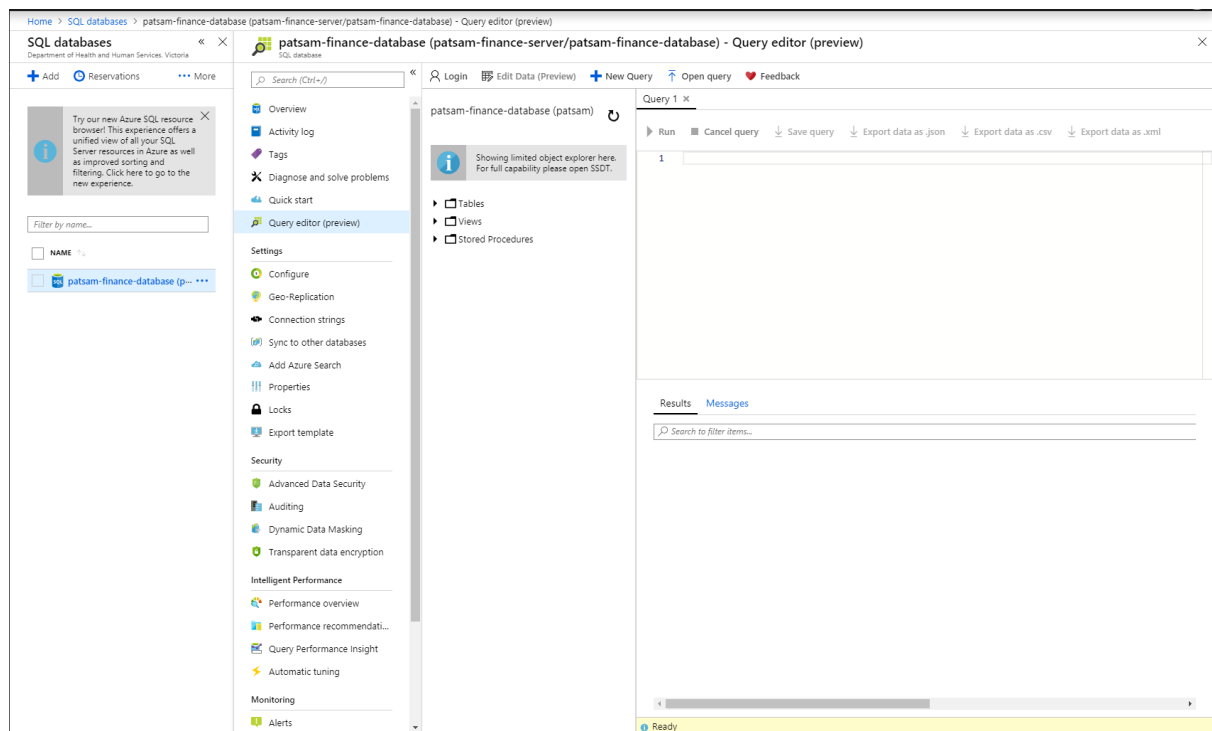 Home > SQL databases > patsam-finance-database (patsam-finance-server/patsam-finance-database) - Query editor (preview)
SQL databases
Department of Health and Human Services. Victoria
Add Reservations More
Try our new Azure SQL resource
browser! This experience offers a
unified view of all your SQL
Server resources in Azure as well
as improved sorting and
filtering. Click here to go to the
new experience.
Filter by name...
NAME
patsam-finance-database (p...
patsam-finance-database (patsam-finance-server/patsam-finance-database) - Query editor (preview)
SQL database
Search (Ctrl+/)
Overview
Activity log
Tags
Diagnose and solve problems
Quick start
Query editor (preview)
Settings
Configure
Geo-Replication
Connection strings
Sync to other databases
Add Azure Search
Properties
Locks
Export template
Security
Advanced Data Security
Auditing
Dynamic Data Masking
Transparent data encryption
Intelligent Performance
Performance overview
Performance recommendati...
Query Performance Insight
Automatic tuning
Monitoring
Alerts
Login Edit Data (Preview) New Query Open query Feedback
patsam-finance-database (patsam)
Showing limited object explorer here.
For full capability please open SSDT.
Tables
Views
Stored Procedures
Query 1
Run Cancel query Save query Export data as .json Export data as .csv Export data as .xml
1
Results Messages
Search to filter items...
Ready